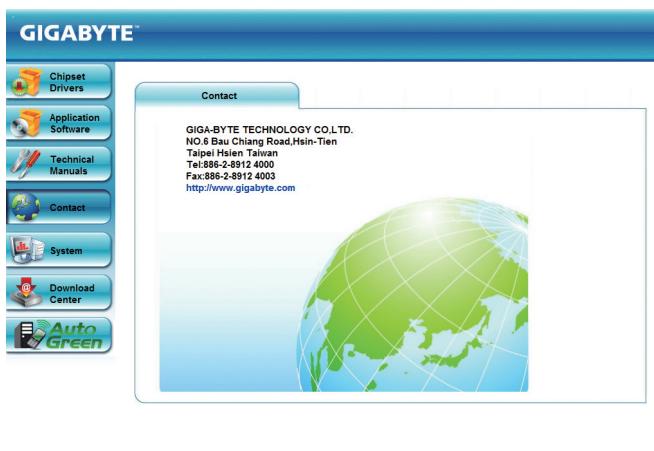 GIGABYTE™
Chipset
Drivers
Application
Software
Technical
Manuals
Contact
System
Download
Center
Auto
Green
Contact
GIGA-BYTE TECHNOLOGY CO,LTD.
NO.6 Bau Chiang Road,Hsin-Tien
Taipei Hsien Taiwan
Tel:886-2-8912 4000
Fax:886-2-8912 4003
http://www.gigabyte.com